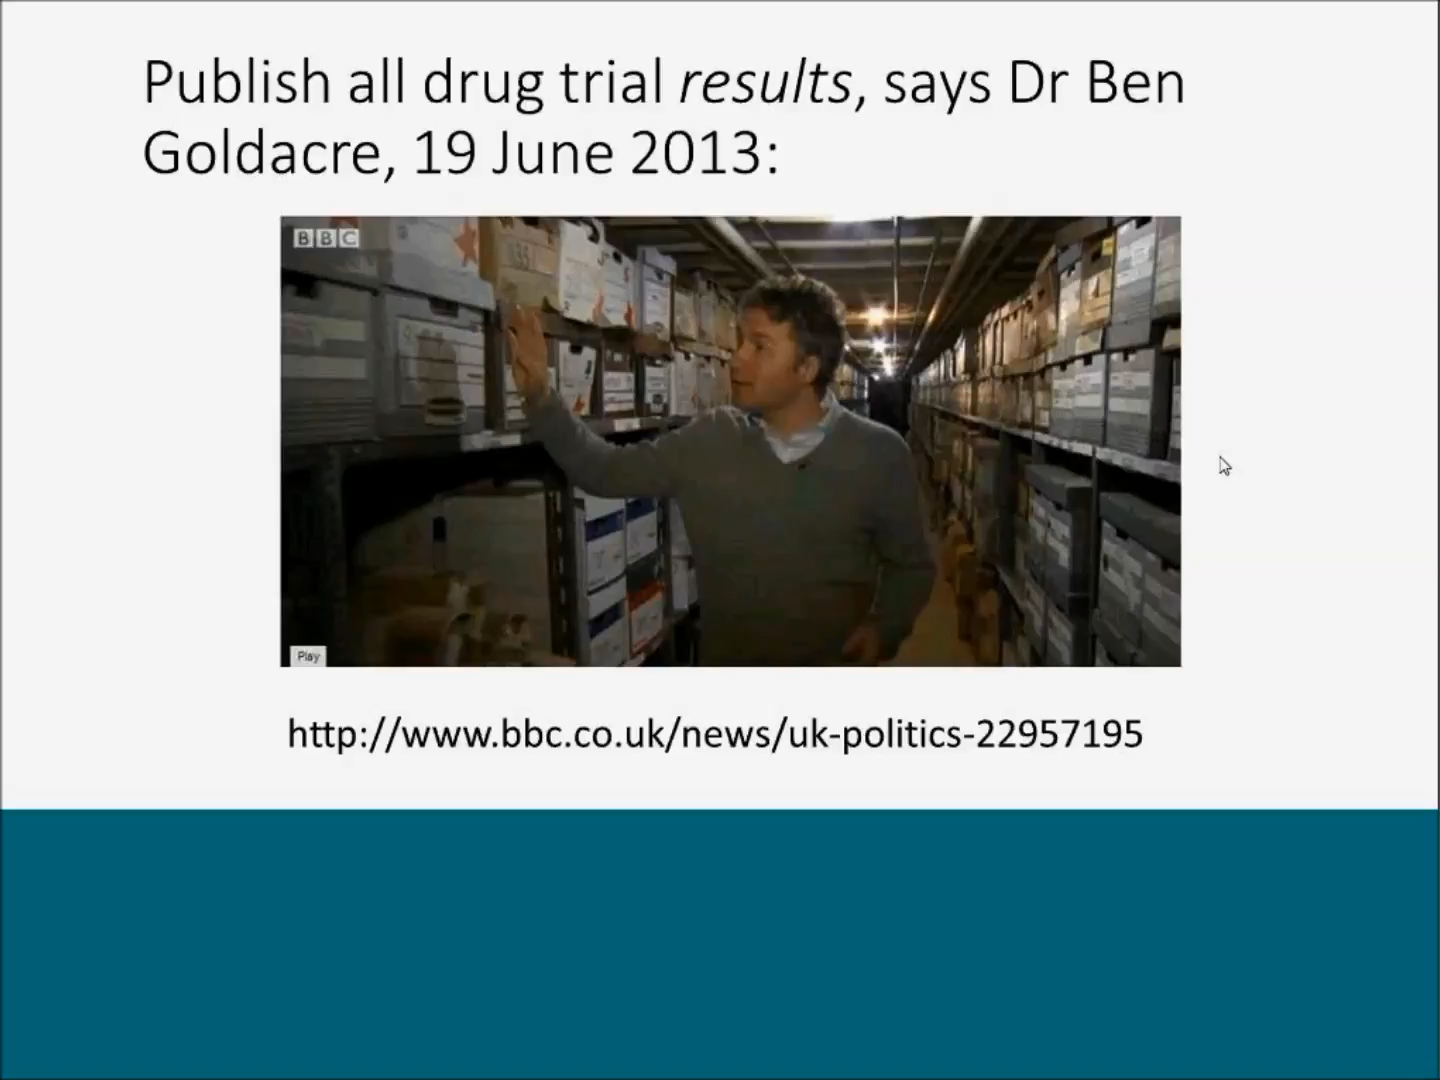 Publish all drug trial results, says Dr Ben
Goldacre, 19 June 2013:
BBC
Play
http://www.bbc.co.uk/news/uk-politics-22957195